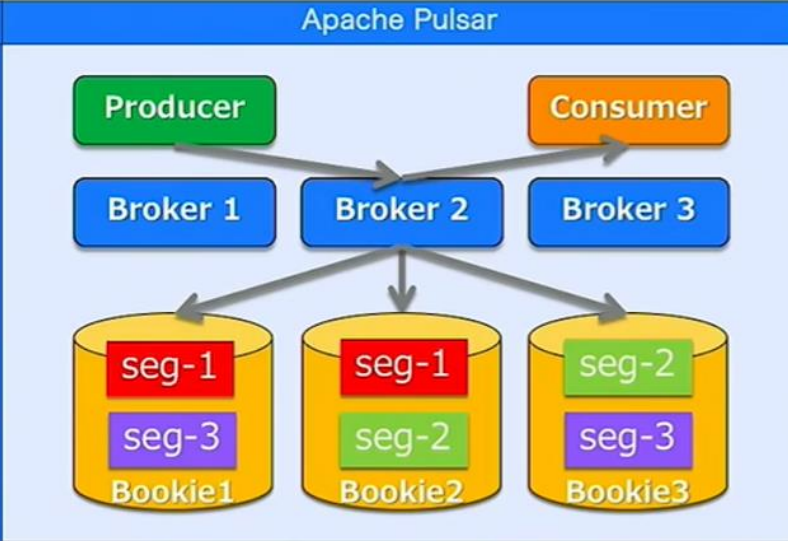 Apache Pulsar
Producer
Consumer
Broker 1
Broker 2
Broker 3
seg-1
seg-3
Bookie1
seg-1
seg-2
Bookie2
seg-2
seg-3
Bookie3